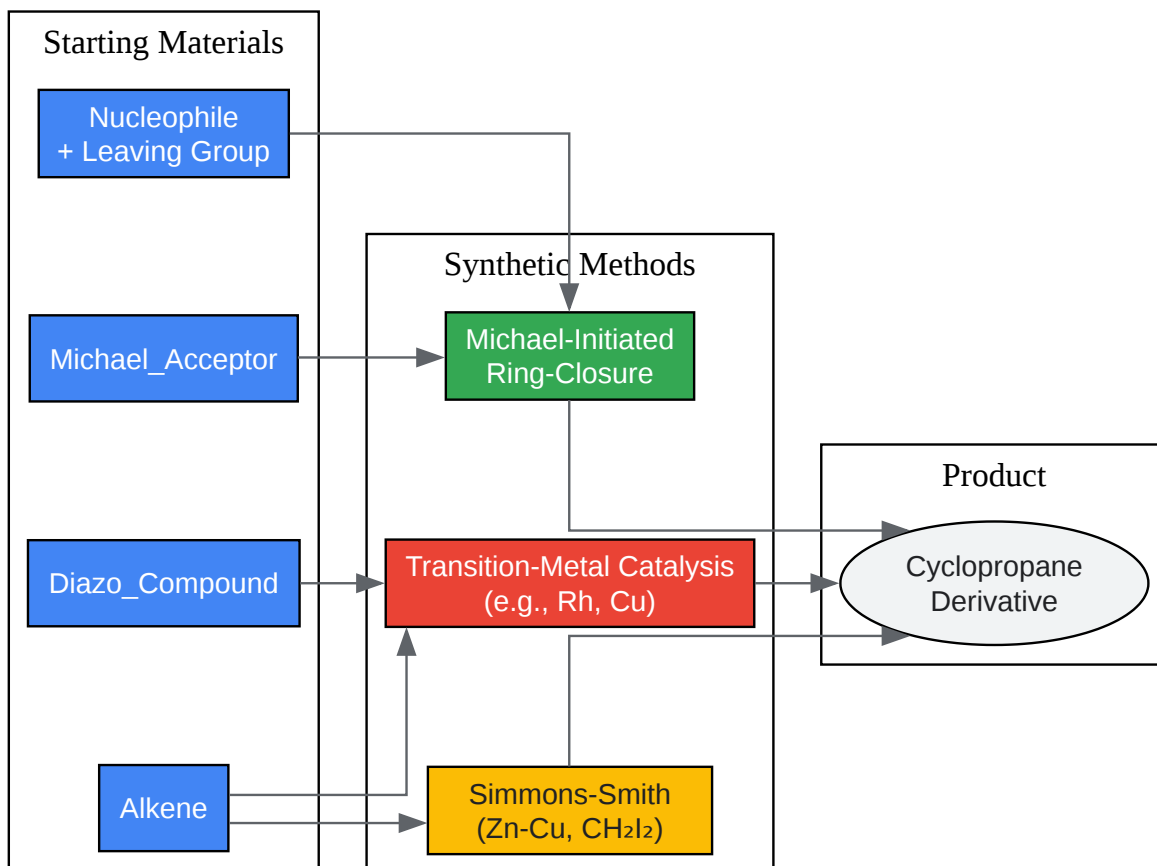 Starting Materials
Nucleophile
+ Leaving Group
Synthetic Methods
Michael_Acceptor
Michael-Initiated
Ring-Closure
Product
Diazo_Compound
Transition-Metal Catalysis
(e.g., Rh, Cu)
Cyclopropane
Derivative
Alkene
Simmons-Smith
(Zn-Cu, CH₂I₂)